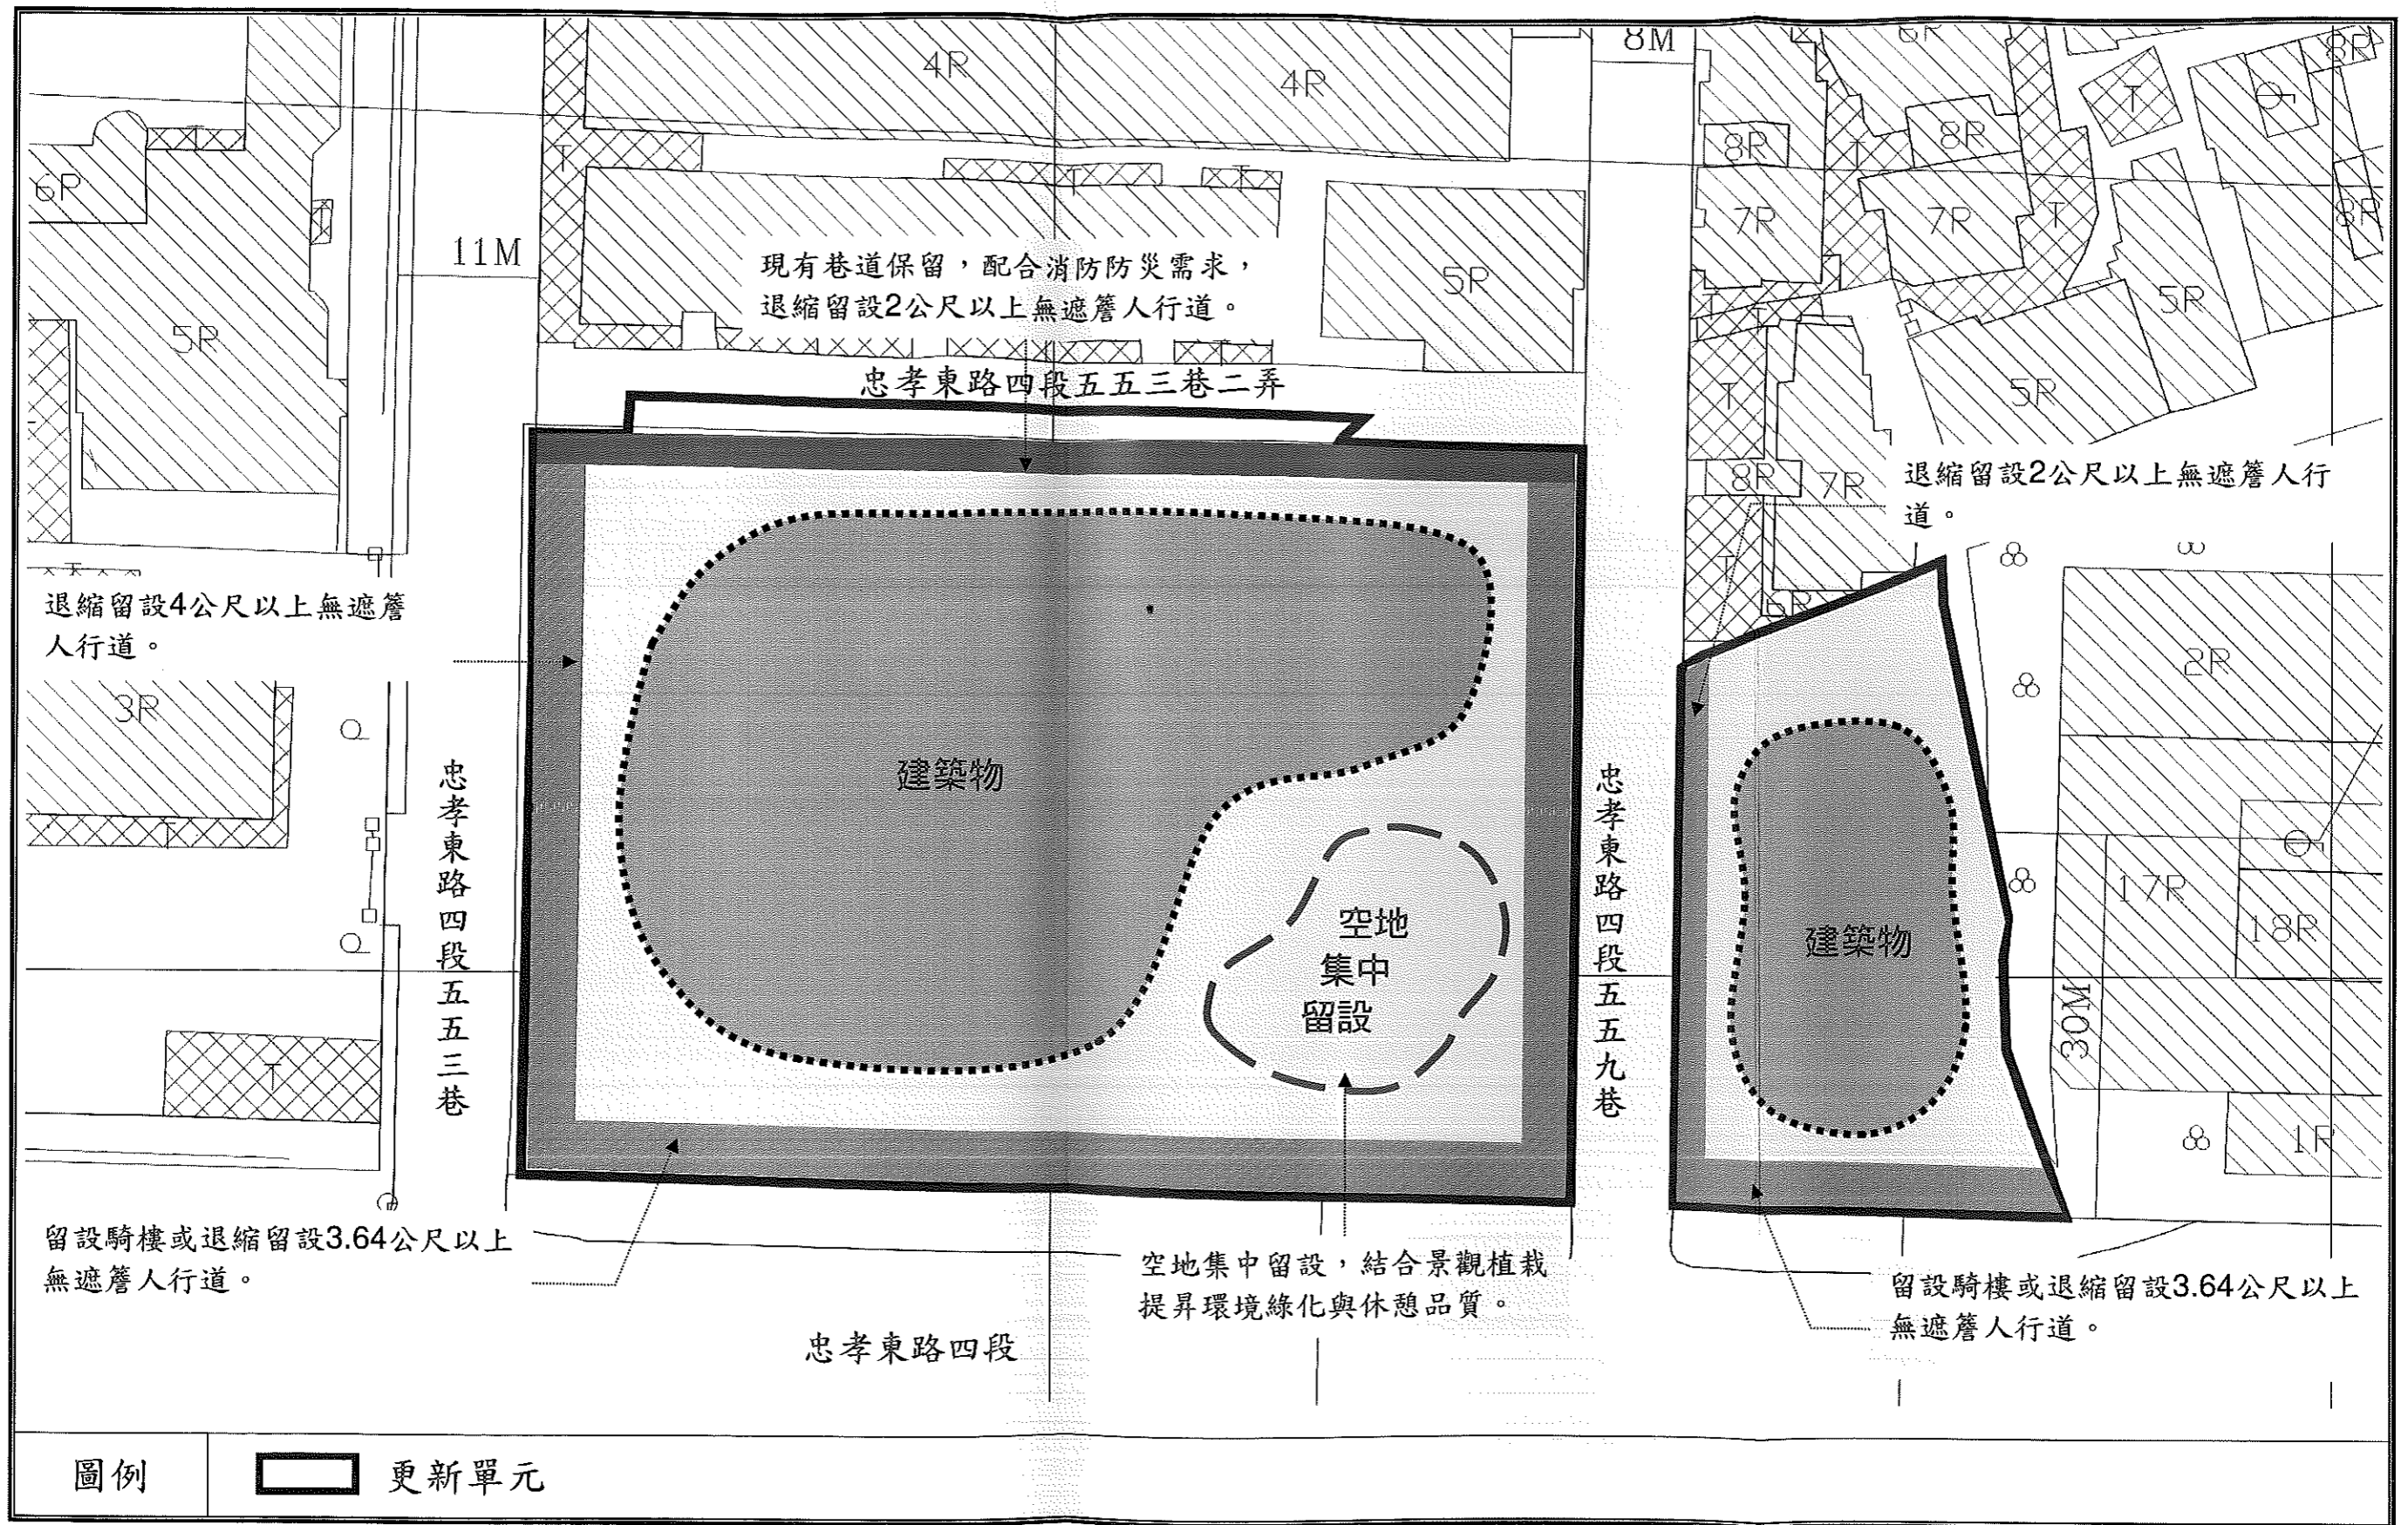 8M
6R
8R
4R
4R
T
T
8R
T
8R
6R
T
T
T
7R
7R
T
8R
11M
現有巷道保留，配合消防防災需求，
退縮留設2公尺以上無遮簷人行道。
5R
5R
5R
T
T
5R
忠孝東路四段五五三巷二弄
T
8R
7R
退縮留設2公尺以上無遮簷人行
道。
T
退縮留設4公尺以上無遮簷
人行道。
6R
2R
3R
T
忠孝東路四段五五三巷
建築物
空地
集中
留設
忠孝東路四段五五九巷
建築物
17R
18R
30M
T
1R
留設騎樓或退縮留設3.64公尺以上
無遮簷人行道。
空地集中留設，結合景觀植栽
提昇環境綠化與休憩品質。
留設騎樓或退縮留設3.64公尺以上
無遮簷人行道。
忠孝東路四段
圖例
更新單元